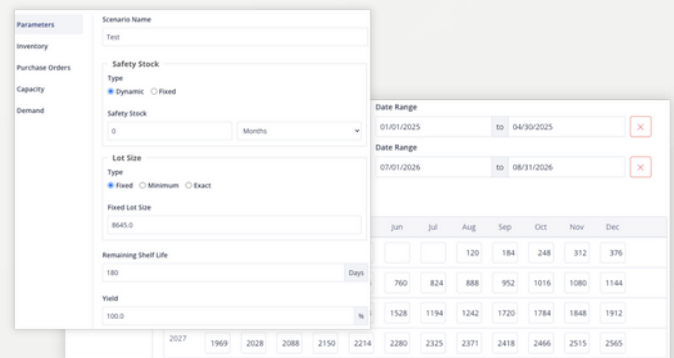 Parameters
Inventory
Purchase Orders
Capacity
Demand
Scenario Name
Test
Safety Stock
Type
Dynamic Fixed
Safety Stock
0 Months
Lot Size
Type
Fixed Minimum Exact
Fixed Lot Size
8645.0
Remaining Shelf Life
180 Days
Yield
100.0 %
Date Range
01/01/2025 to 04/30/2025
Date Range
07/01/2026 to 08/31/2026
Jun Jul Aug Sep Oct Nov Dec
120 184 248 312 376
760 824 888 952 1016 1080 1144
1528 1194 1242 1720 1784 1848 1912
2027 1969 2028 2088 2150 2214 2280 2325 2371 2418 2466 2515 2565